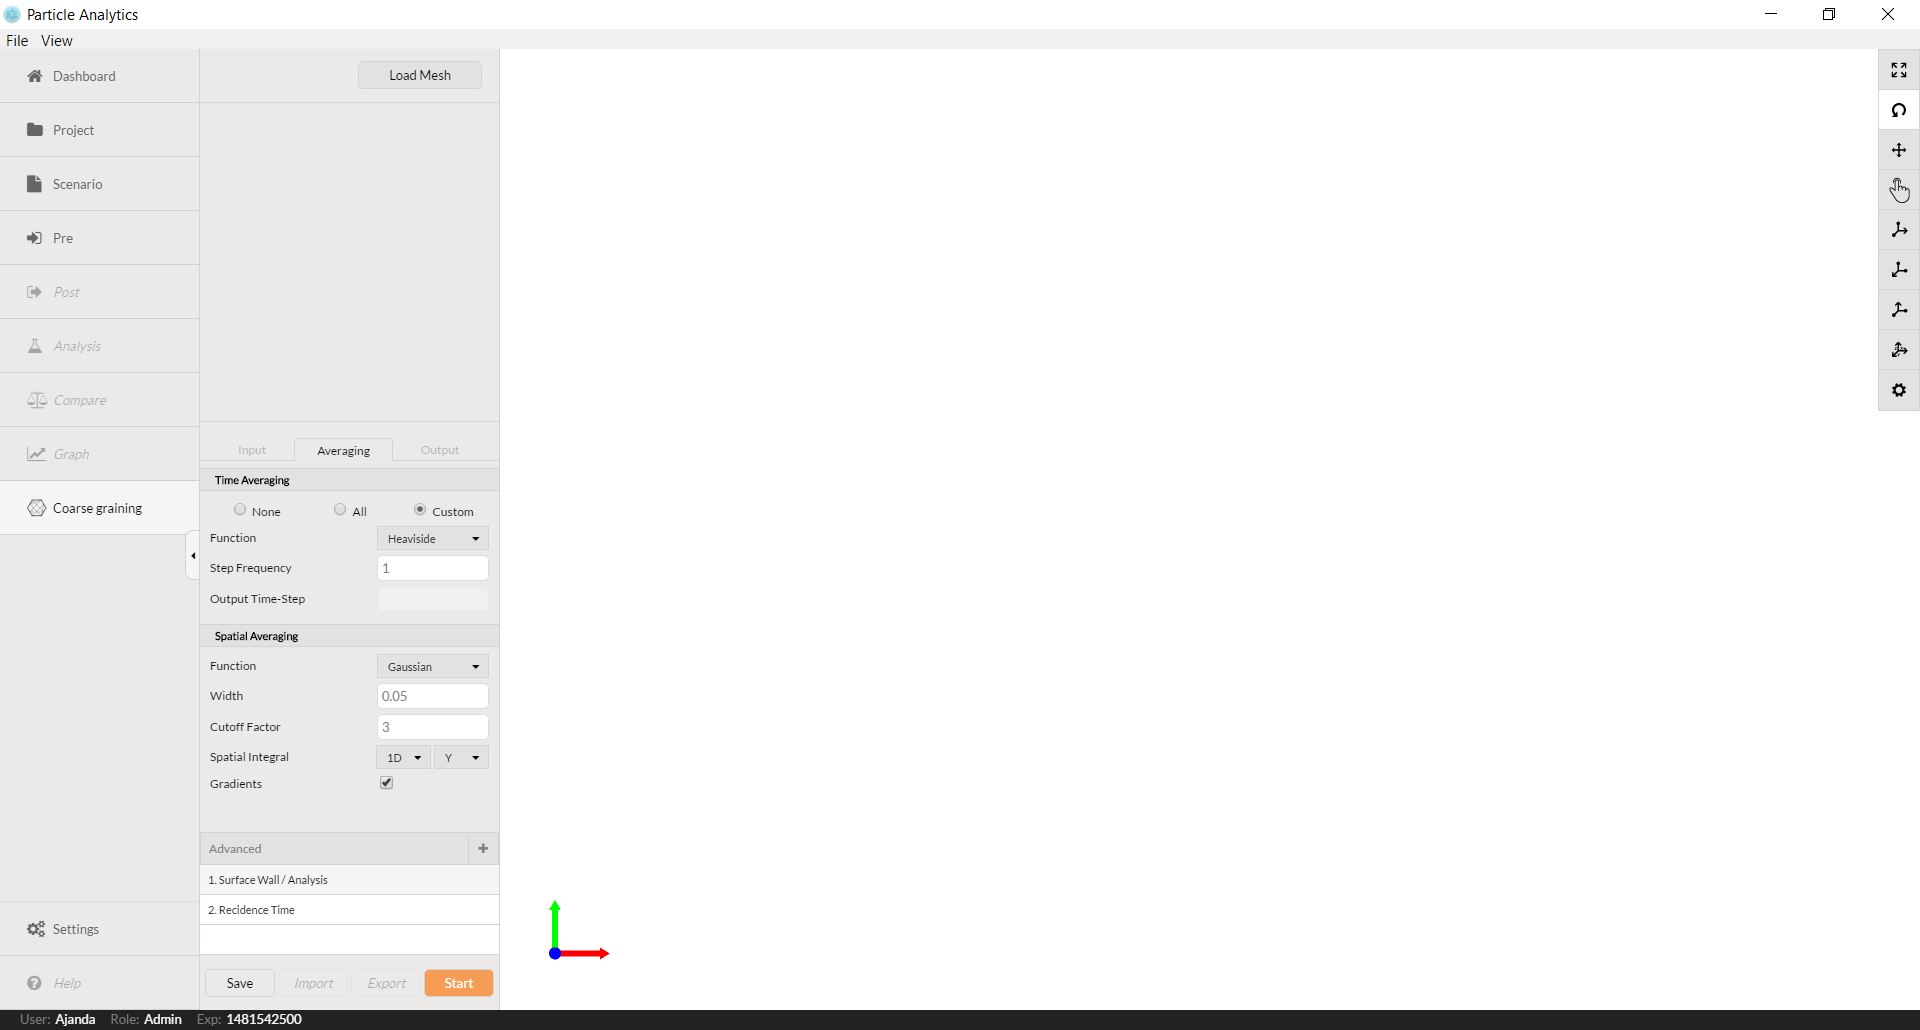 Particle Analytics
File View
Dashboard
Project
Scenario
Pre
Post
Analysis
Compare
Graph
Coarse graining
Settings
Help
Load Mesh
Input Averaging Output
Time Averaging
None All Custom
Function Heaviside
Step Frequency 1
Output Time-Step
Spatial Averaging
Function Gaussian
Width 0.05
Cutoff Factor 3
Spatial Integral 1D Y
Gradients
Advanced
1. Surface Wall / Analysis
2. Recidence Time
Save Import Export Start
User: Ajanda Role: Admin Exp: 1481542500